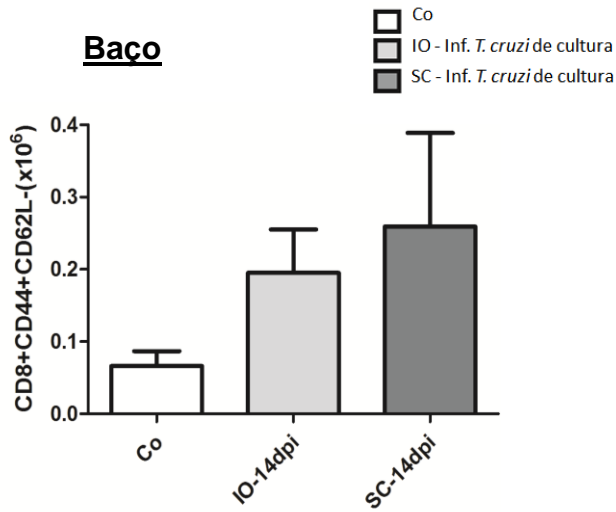 Baço
Co
IO - Inf. T. cruzi de cultura
SC - Inf. T. cruzi de cultura
CD8+CD44+CD62L-(x10⁶)
0.4
0.3
0.2
0.1
0.0
Co
IO-14dpi
SC-14dpi